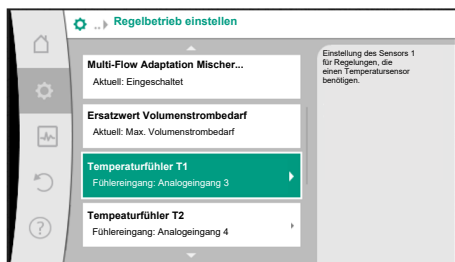 .. Regelbetrieb einstellen
Multi-Flow Adaptation Mischer...
Aktuell: Eingeschaltet
Ersatzwert Volumenstrombedarf
Aktuell: Max. Volumenstrombedarf
Temperaturfühler T1
Fühlereingang: Analogeingang 3
Tempeaturfühler T2
Fühlereingang: Analogeingang 4
Einstellung des Sensors 1
für Regelungen, die
einen Temperatursensor
benötigen.
?